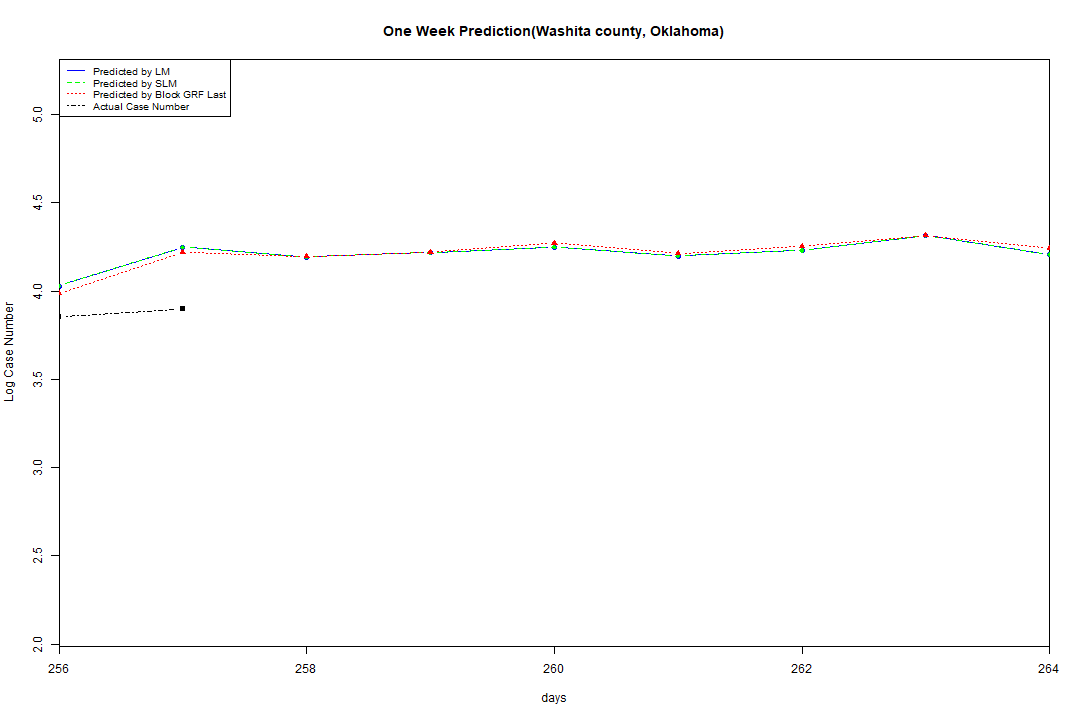 One Week Prediction(Washita county, Oklahoma)
Predicted by LM
Predicted by SLM
Predicted by Block GRF Last
Actual Case Number
5.0
4.5
4.0
3.5
3.0
2.5
2.0
Log Case Number
256
258
260
262
264
days